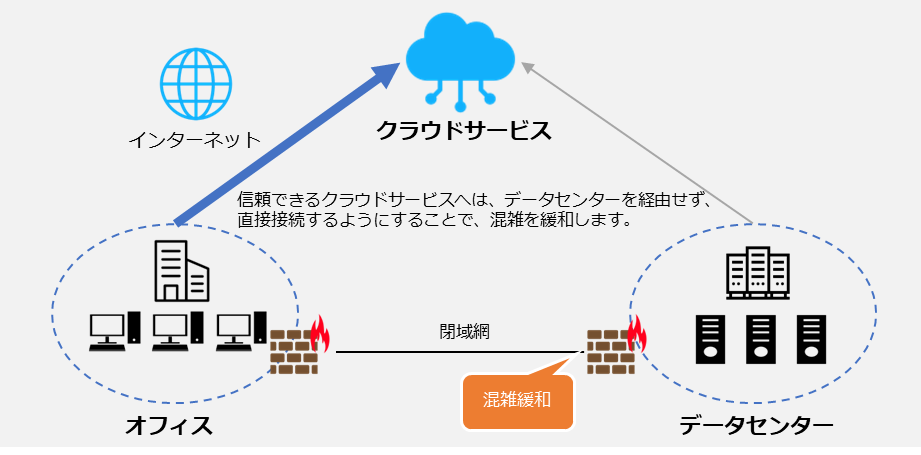 クラウドサービス
インターネット
信頼できるクラウドサービスへは、データセンターを経由せず、
直接接続するようにすることで、混雑を緩和します。
閉域網
混雑緩和
オフィス
データセンター